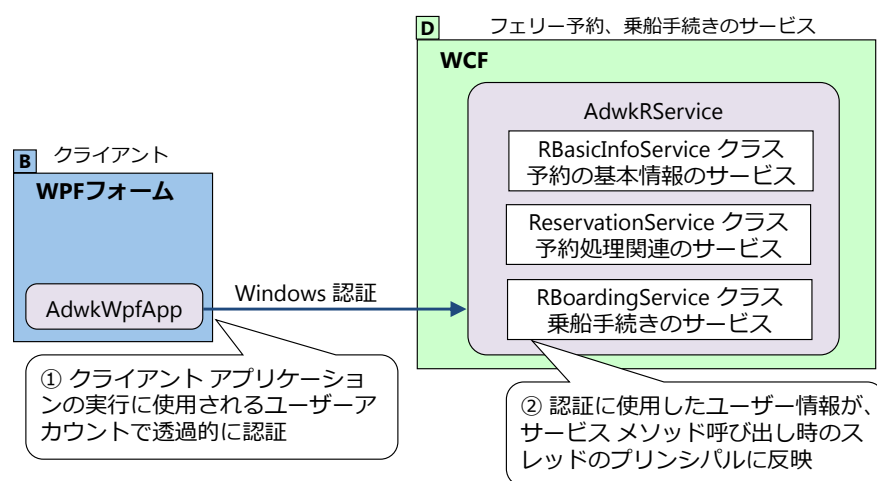 D
フェリー予約、乗船手続きのサービス
WCF
AdwkRService
RBasicInfoService クラス
予約の基本情報のサービス
ReservationService クラス
予約処理関連のサービス
RBoardingService クラス
乗船手続きのサービス
B
クライアント
WPFフォーム
AdwkWpfApp
Windows 認証
① クライアント アプリケーショ
ンの実行に使用されるユーザーア
カウントで透過的に認証
② 認証に使用したユーザー情報が、
サービス メソッド呼び出し時のス
レッドのプリンシパルに反映